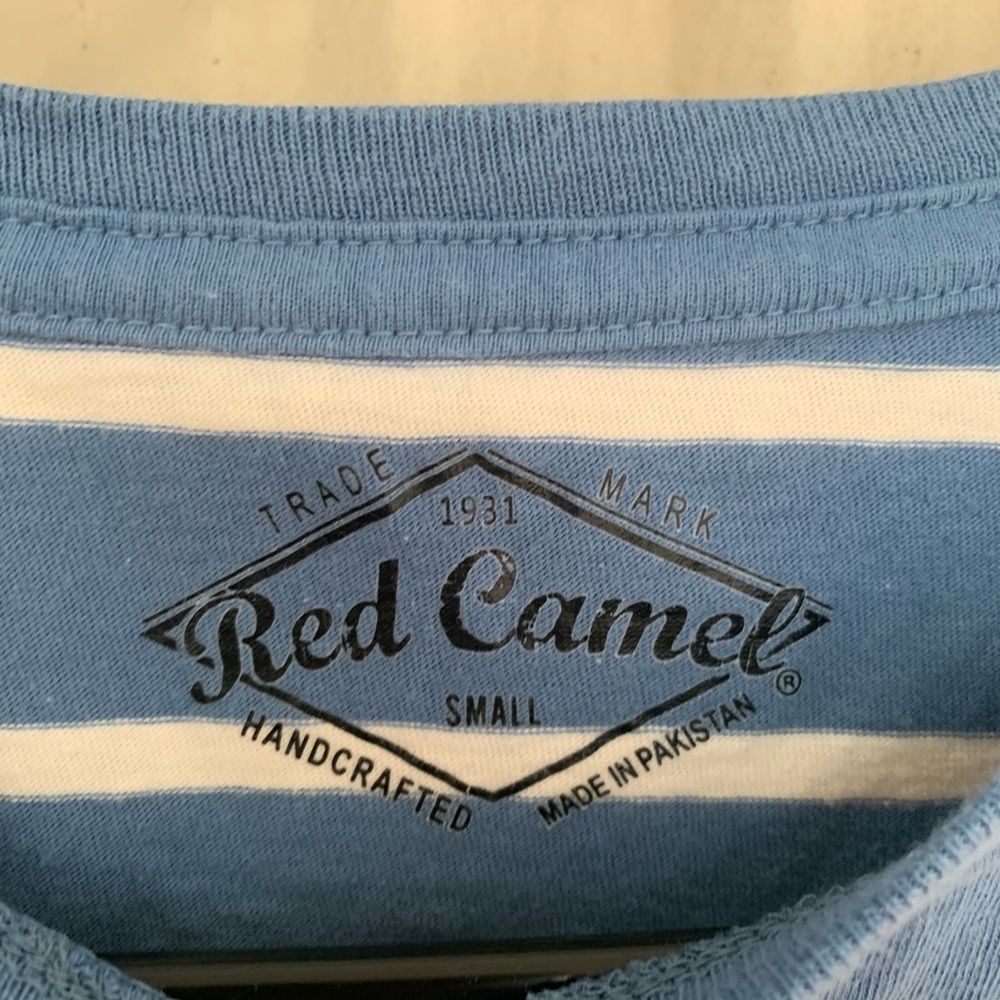 TRADE MARK
1931
Red Camel®
SMALL
HANDCRAFTED
MADE IN PAKISTAN